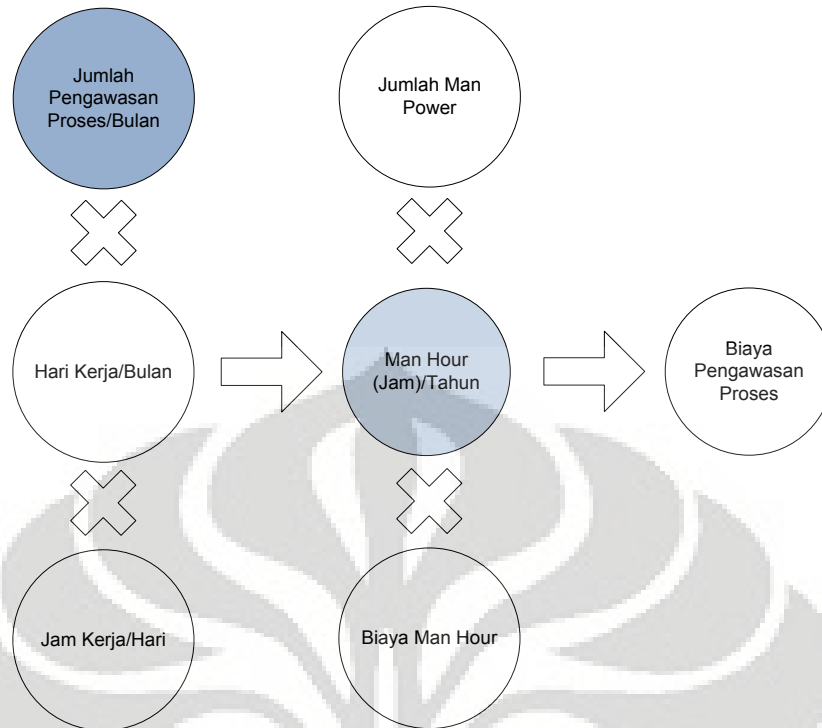 Jumlah
Pengawasan
Proses/Bulan
Jumlah Man
Power
Hari Kerja/Bulan
Man Hour
(Jam)/Tahun
Biaya
Pengawasan
Proses
Jam Kerja/Hari
Biaya Man Hour